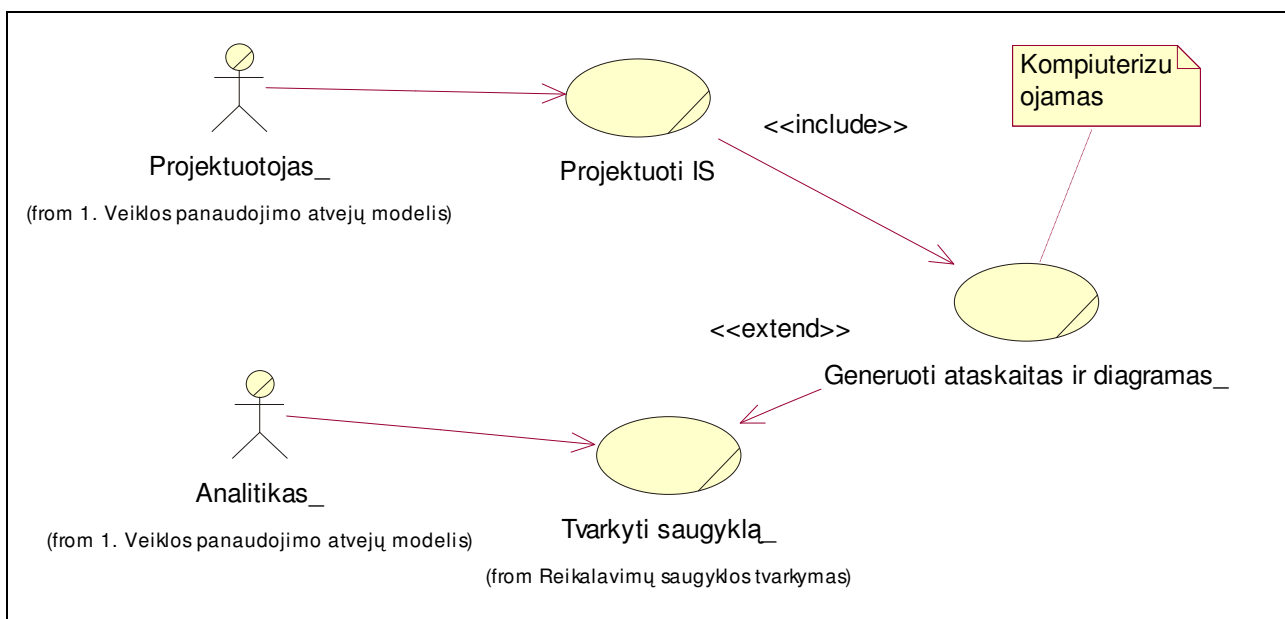 Kompiuterizu
ojamas
<<include>>
Projektuotojas_
Projektuoti IS
(from 1. Veiklos panaudojimo atvejų modelis)
<<extend>>
Generuoti ataskaitas ir diagramas_
Analitikas_
Tvarkyti saugyklą_
(from 1. Veiklos panaudojimo atvejų modelis)
(from Reikalavimų saugyklos tvarkymas)